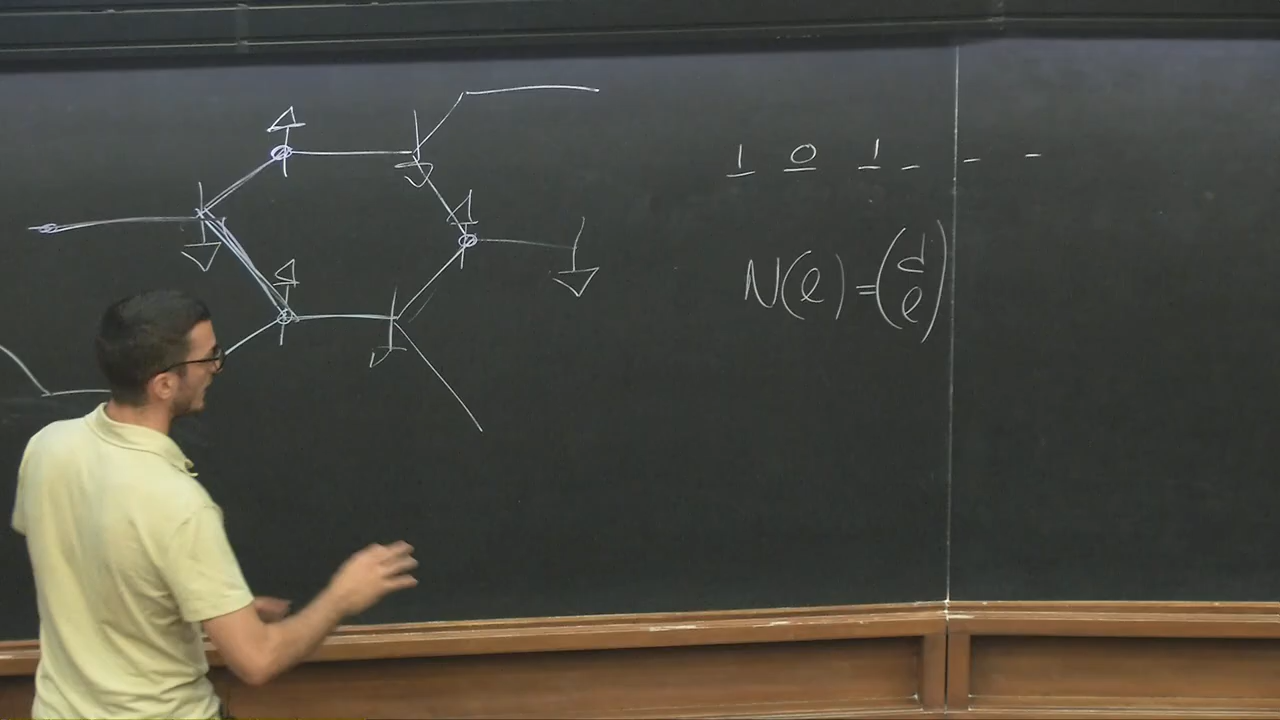 1 0 1 _ _ _
N(l) = (d l)